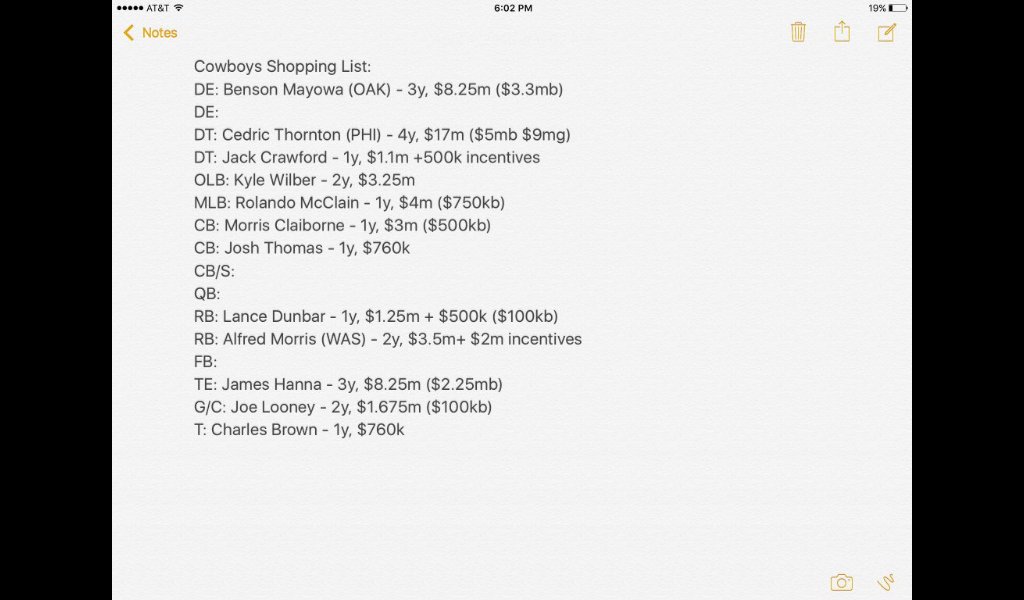 AT&T 6:02 PM 19%
Notes
Cowboys Shopping List:
DE: Benson Mayowa (OAK) - 3y, $8.25m ($3.3mb)
DE:
DT: Cedric Thornton (PHI) - 4y, $17m ($5mb $9mg)
DT: Jack Crawford - 1y, $1.1m +500k incentives
OLB: Kyle Wilber - 2y, $3.25m
MLB: Rolando McClain - 1y, $4m ($750kb)
CB: Morris Claiborne - 1y, $3m ($500kb)
CB: Josh Thomas - 1y, $760k
CB/S:
QB:
RB: Lance Dunbar - 1y, $1.25m + $500k ($100kb)
RB: Alfred Morris (WAS) - 2y, $3.5m+ $2m incentives
FB:
TE: James Hanna - 3y, $8.25m ($2.25mb)
G/C: Joe Looney - 2y, $1.675m ($100kb)
T: Charles Brown - 1y, $760k